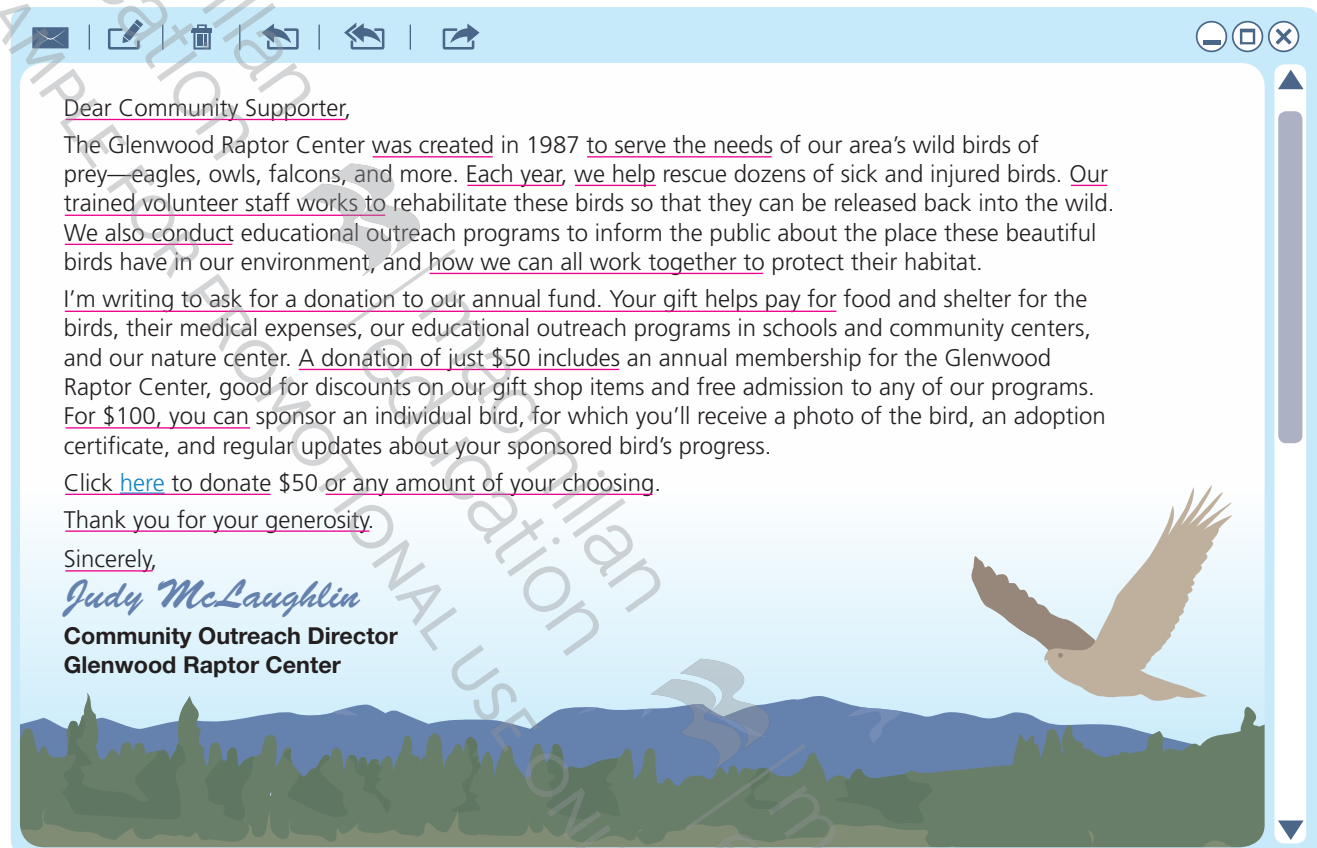 Dear Community Supporter,
The Glenwood Raptor Center was created in 1987 to serve the needs of our area’s wild birds of
prey—eagles, owls, falcons, and more. Each year, we help rescue dozens of sick and injured birds. Our
trained volunteer staff works to rehabilitate these birds so that they can be released back into the wild.
We also conduct educational outreach programs to inform the public about the place these beautiful
birds have in our environment, and how we can all work together to protect their habitat.
I’m writing to ask for a donation to our annual fund. Your gift helps pay for food and shelter for the
birds, their medical expenses, our educational outreach programs in schools and community centers,
and our nature center. A donation of just $50 includes an annual membership for the Glenwood
Raptor Center, good for discounts on our gift shop items and free admission to any of our programs.
For $100, you can sponsor an individual bird, for which you’ll receive a photo of the bird, an adoption
certificate, and regular updates about your sponsored bird’s progress.
Click here to donate $50 or any amount of your choosing.
Thank you for your generosity.
Sincerely,
Judy McLaughlin
Community Outreach Director
Glenwood Raptor Center
macmillan
education